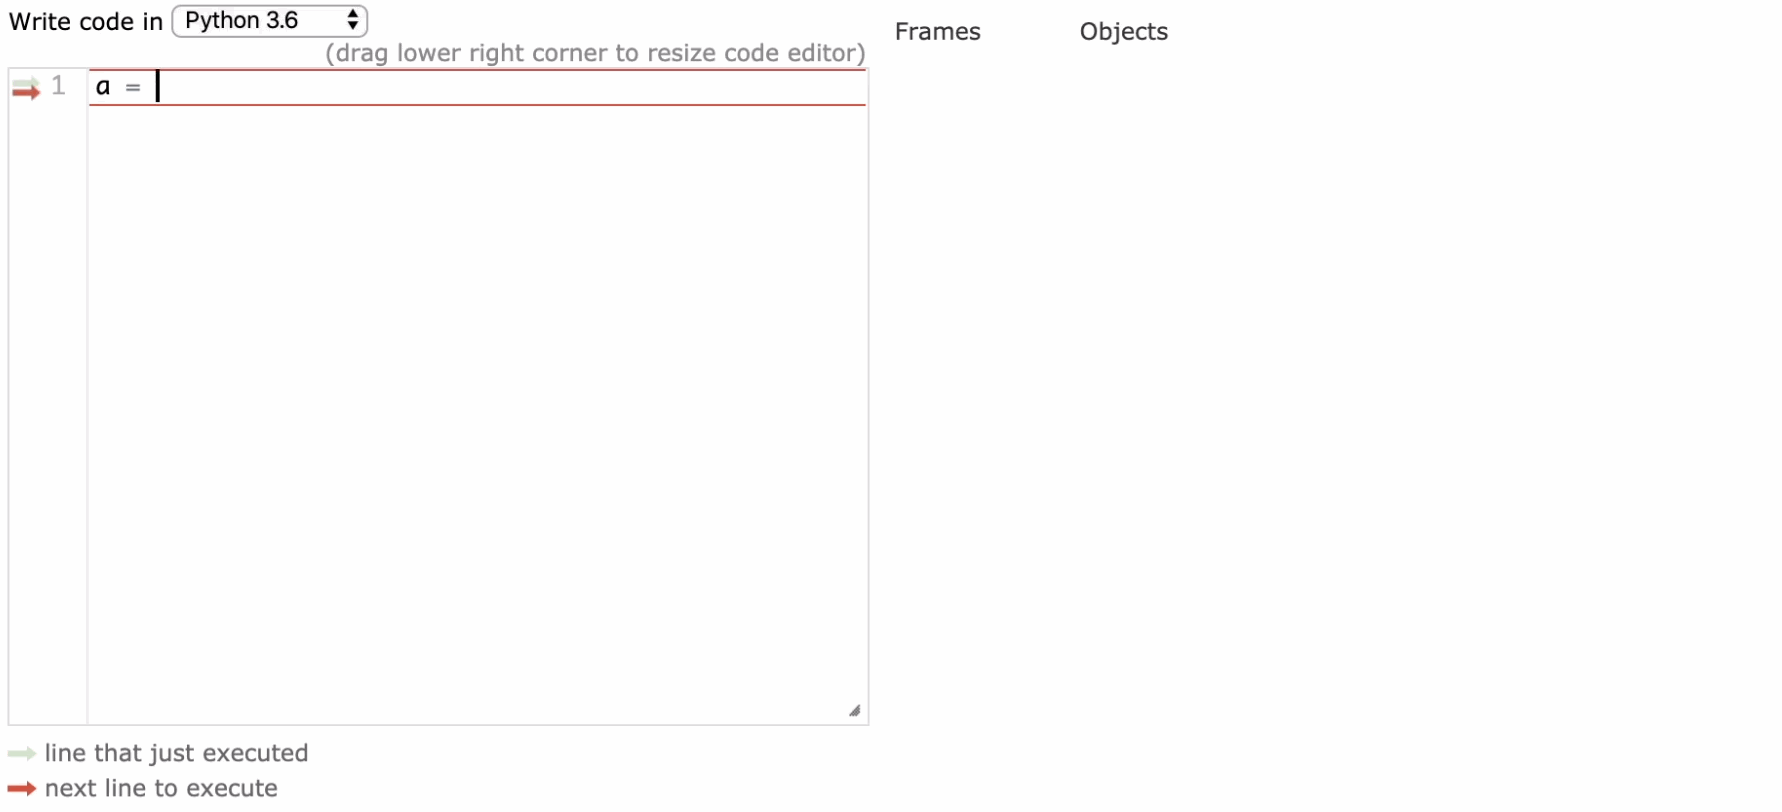 Write code in Python 3.6
(drag lower right corner to resize code editor)
1 a =
line that just executed
next line to execute
Frames Objects